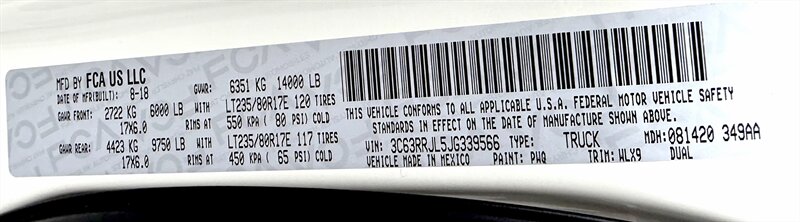 MFD BY FCA US LLC
DATE OF MFR(BUILT): 8-18 GVWR: 6351 KG 14000 LB
GAWR FRONT: 2722 KG 6000 LB WITH LT235/80R17E 120 TIRES
17X6.0 RIMS AT 550 KPA ( 80 PSI) COLD
GAWR REAR: 4423 KG 9750 LB WITH LT235/80R17E 117 TIRES
17X6.0 RIMS AT 450 KPA ( 65 PSI) COLD
THIS VEHICLE CONFORMS TO ALL APPLICABLE U.S.A. FEDERAL MOTOR VEHICLE SAFETY
STANDARDS IN EFFECT ON THE DATE OF MANUFACTURE SHOWN ABOVE.
VIN: 3C63RRJL5JG339566 TYPE: TRUCK MDH:081420 349AA
VEHICLE MADE IN MEXICO PAINT: PWQ TRIM: WLX9 DUAL